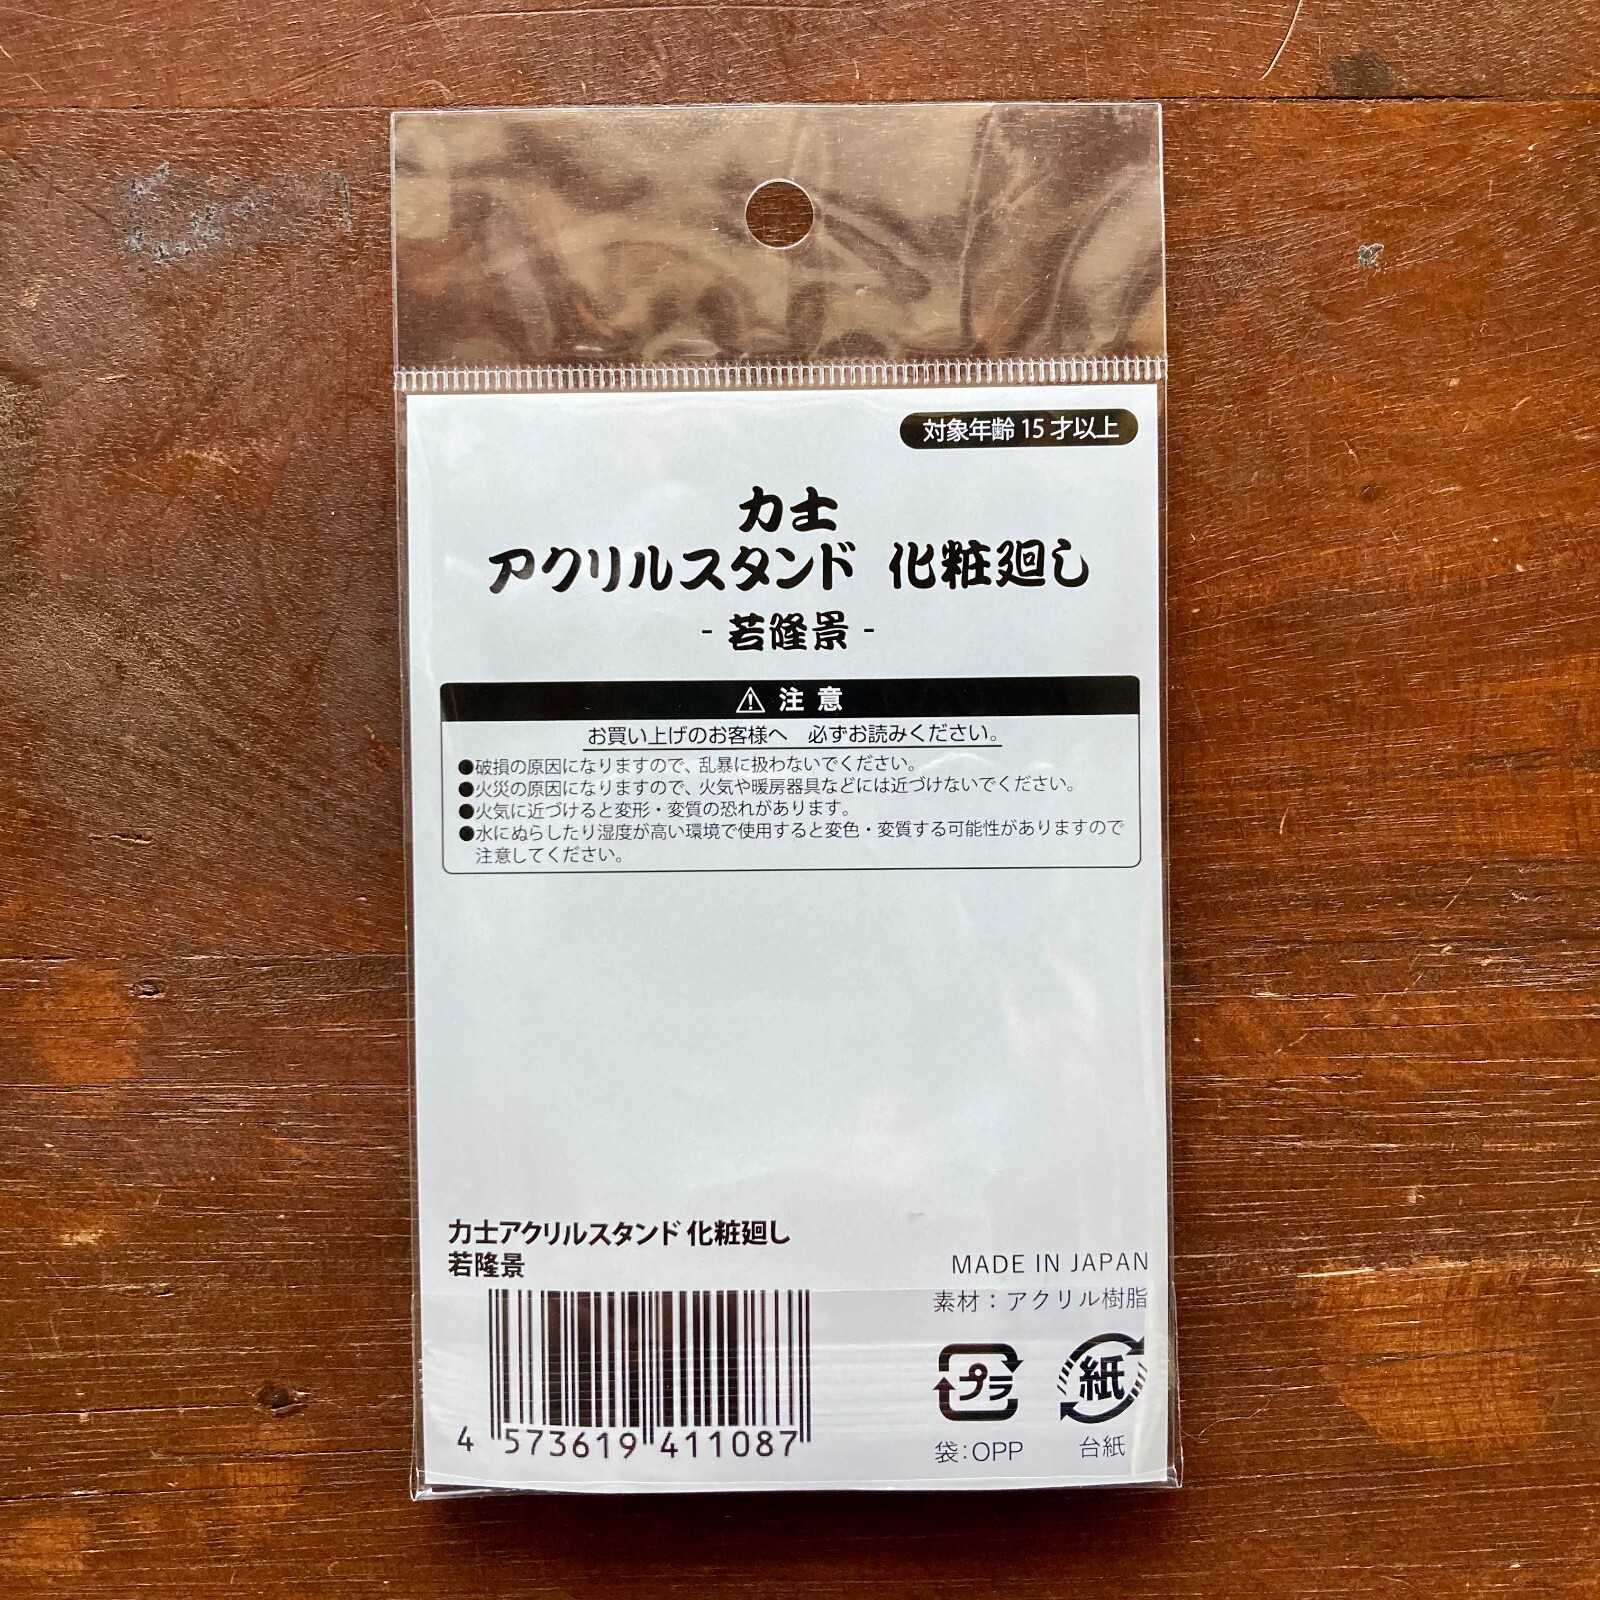 対象年齢 15 才以上
力士
アクリルスタンド 化粧廻し
- 若隆景 -
⚠ 注 意
お買い上げのお客様へ 必ずお読みください。
●破損の原因になりますので、乱暴に扱わないでください。
●火災の原因になりますので、火気や暖房器具などには近づけないでください。
●火気に近づけると変形・変質の恐れがあります。
●水にぬらしたり湿度が高い環境で使用すると変色・変質する可能性がありますので
注意してください。
力士アクリルスタンド 化粧廻し
若隆景
MADE IN JAPAN
素材：アクリル樹脂
プラ
紙
4 573619 411087
袋：OPP
台紙